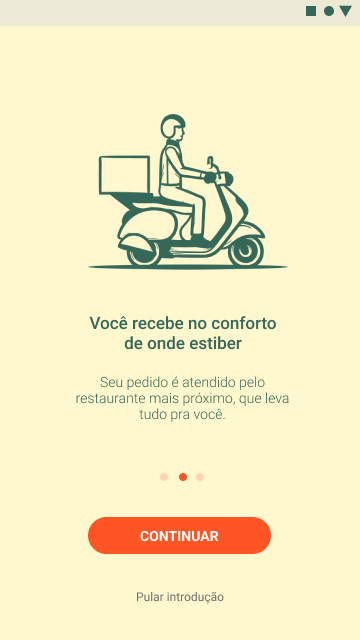 Você recebe no conforto
de onde estiber
Seu pedido é atendido pelo
restaurante mais próximo, que leva
tudo pra você.
CONTINUAR
Pular introdução